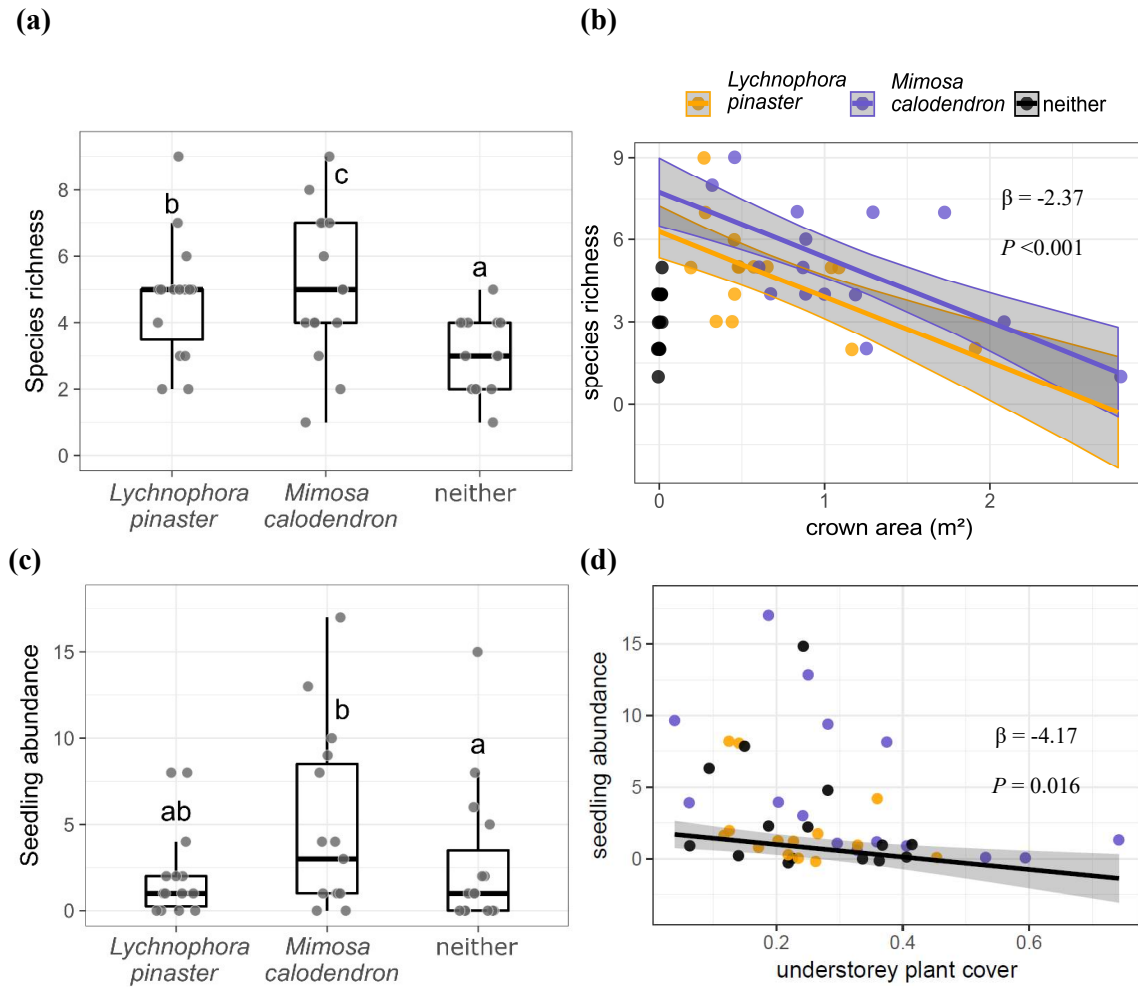 (a)
b
c
a
8
6
4
2
0
Species richness
Lychnophora
pinaster
Mimosa
calodendron
neither
(b)
Lychnophora
pinaster
Mimosa
calodendron
neither
β = -2.37
P <0.001
9
6
3
0
species richness
0
1
2
crown area (m²)
(c)
ab
b
a
15
10
5
0
Seedling abundance
Lychnophora
pinaster
Mimosa
calodendron
neither
(d)
β = -4.17
P = 0.016
15
10
5
0
seedling abundance
0.2
0.4
0.6
understorey plant cover